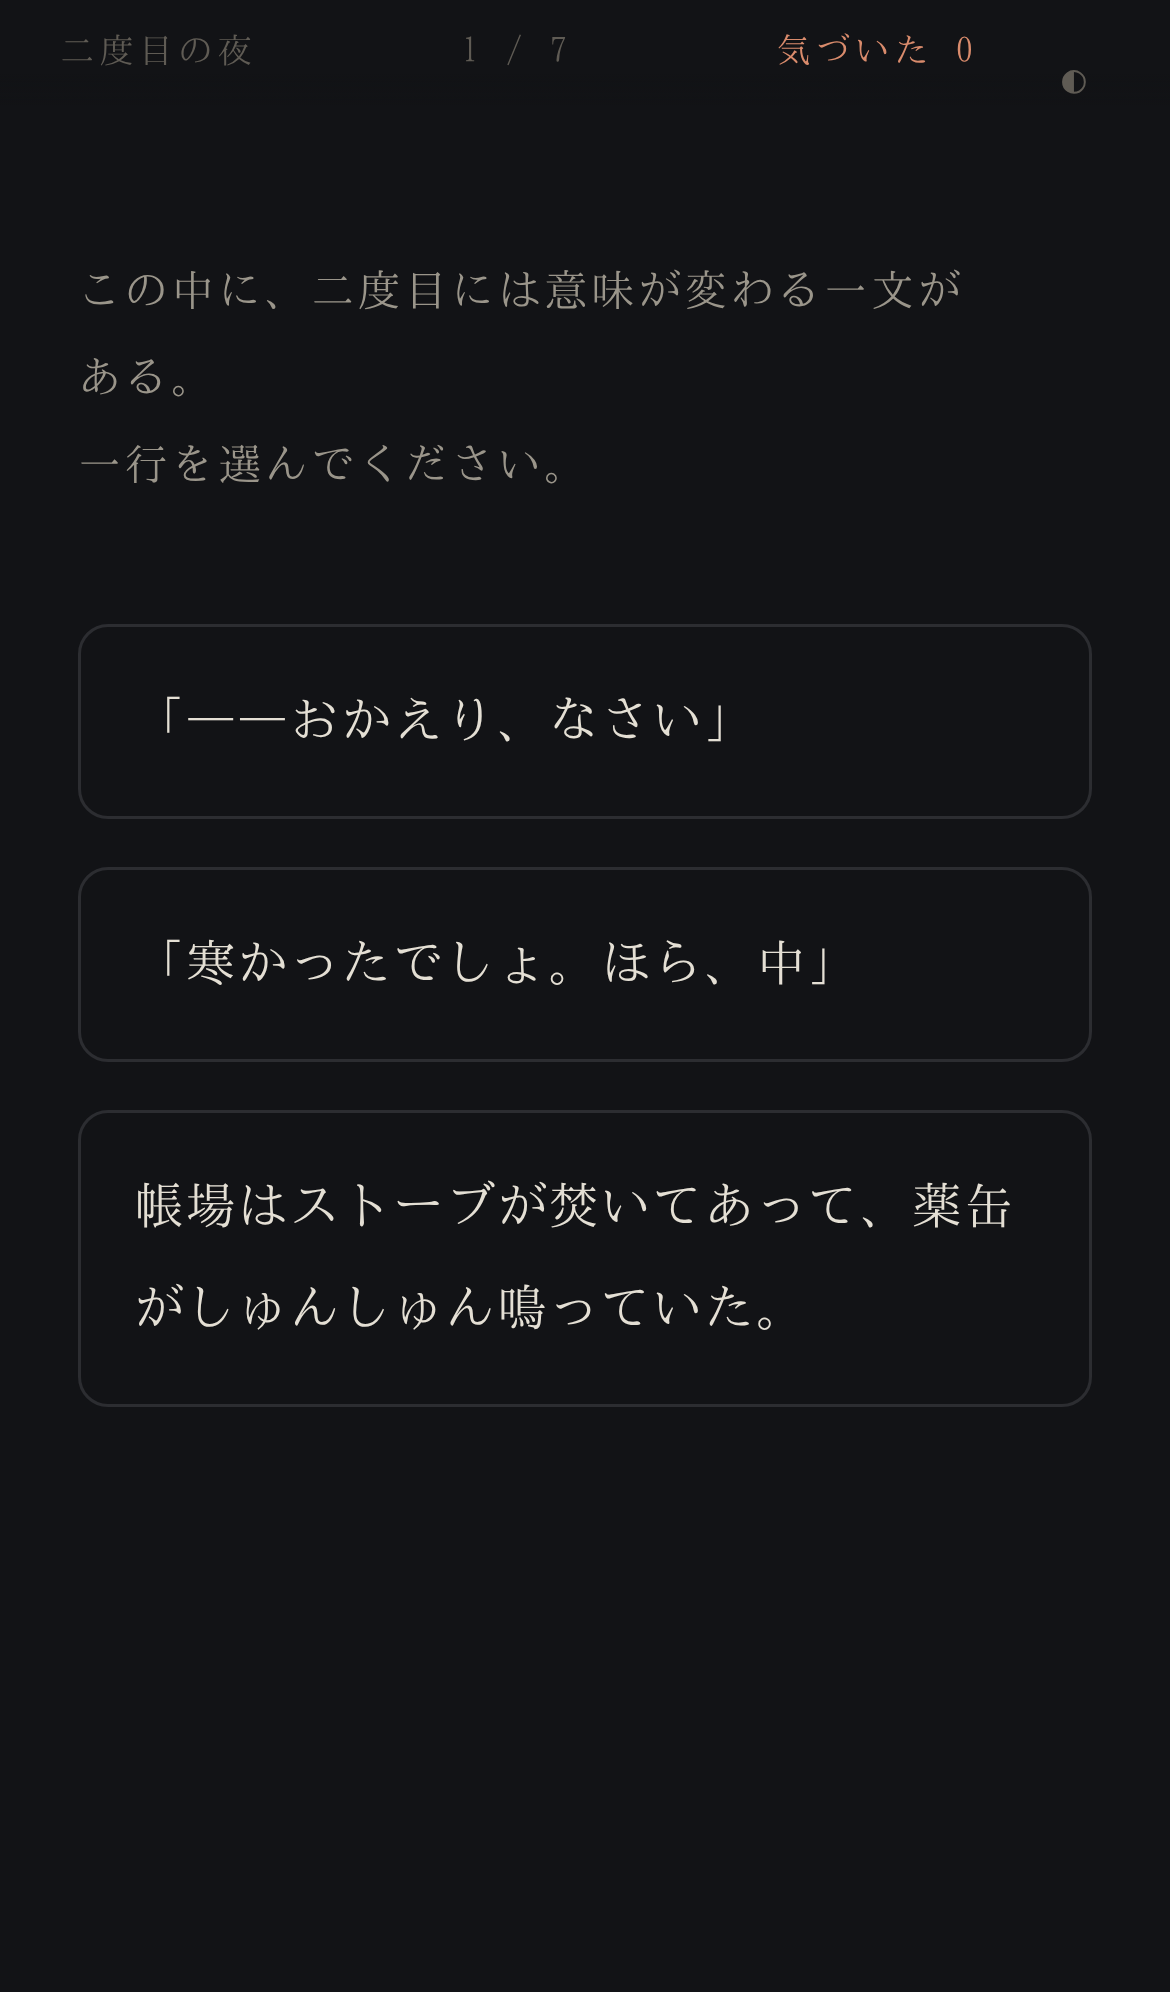 二度目の夜
1 / 7
気づいた 0
この中に、二度目には意味が変わる一文が
ある。
一行を選んでください。
「――おかえり、なさい」
「寒かったでしょ。ほら、中」
帳場はストーブが焚いてあって、薬缶
がしゅんしゅん鳴っていた。